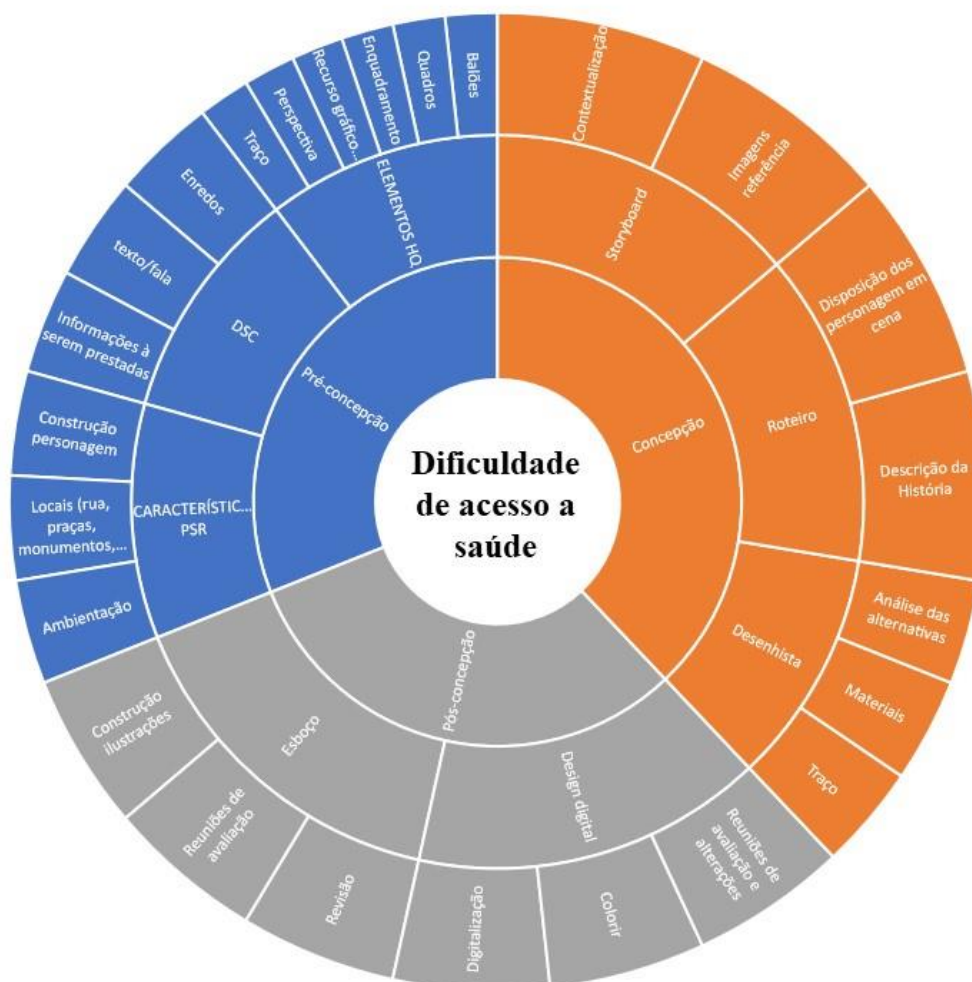 Dificuldade
de acesso a
saúde
Concepção
Storyboard
Contextualização
Imagens
referência
Roteiro
Disposição dos
personagem em
cena
Descrição da
História
Desenhista
Análise das
alternativas
Materiais
Traço
Pós-concepção
Design digital
Reuniões de
avaliação e
alterações
Colorir
Digitalização
Esboço
Revisão
Reuniões de
avaliação
Construção
ilustrações
Pré-concepção
CARACTERÍSTIC...
PSR
Ambientação
Locais (rua,
praças,
monumentos,...
Construção
personagem
DSC
Informações à
serem prestadas
texto/fala
Enredos
ELEMENTOS HQ
Traço
Perspectiva
Recurso gráfico...
Enquadramento
Quadros
Balões